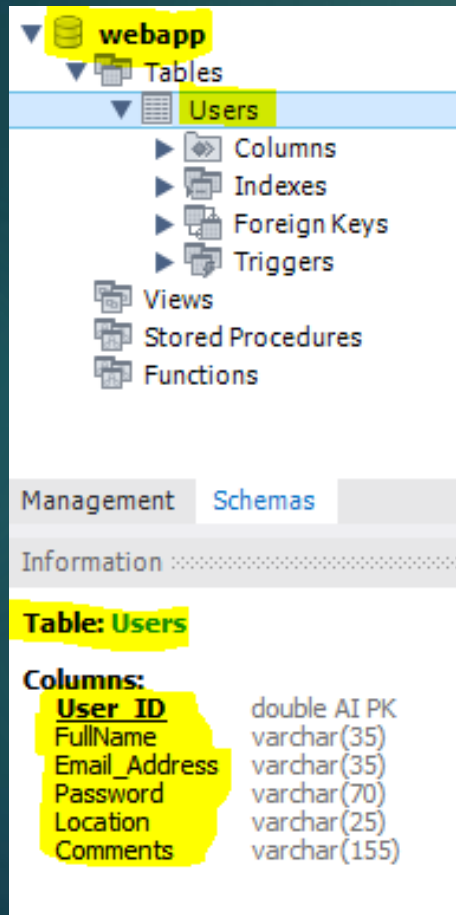 webapp
Tables
Users
Columns
Indexes
Foreign Keys
Triggers
Views
Stored Procedures
Functions
Management Schemas
Information
Table: Users
Columns:
User_ID double AI PK
FullName varchar(35)
Email_Address varchar(35)
Password varchar(70)
Location varchar(25)
Comments varchar(155)